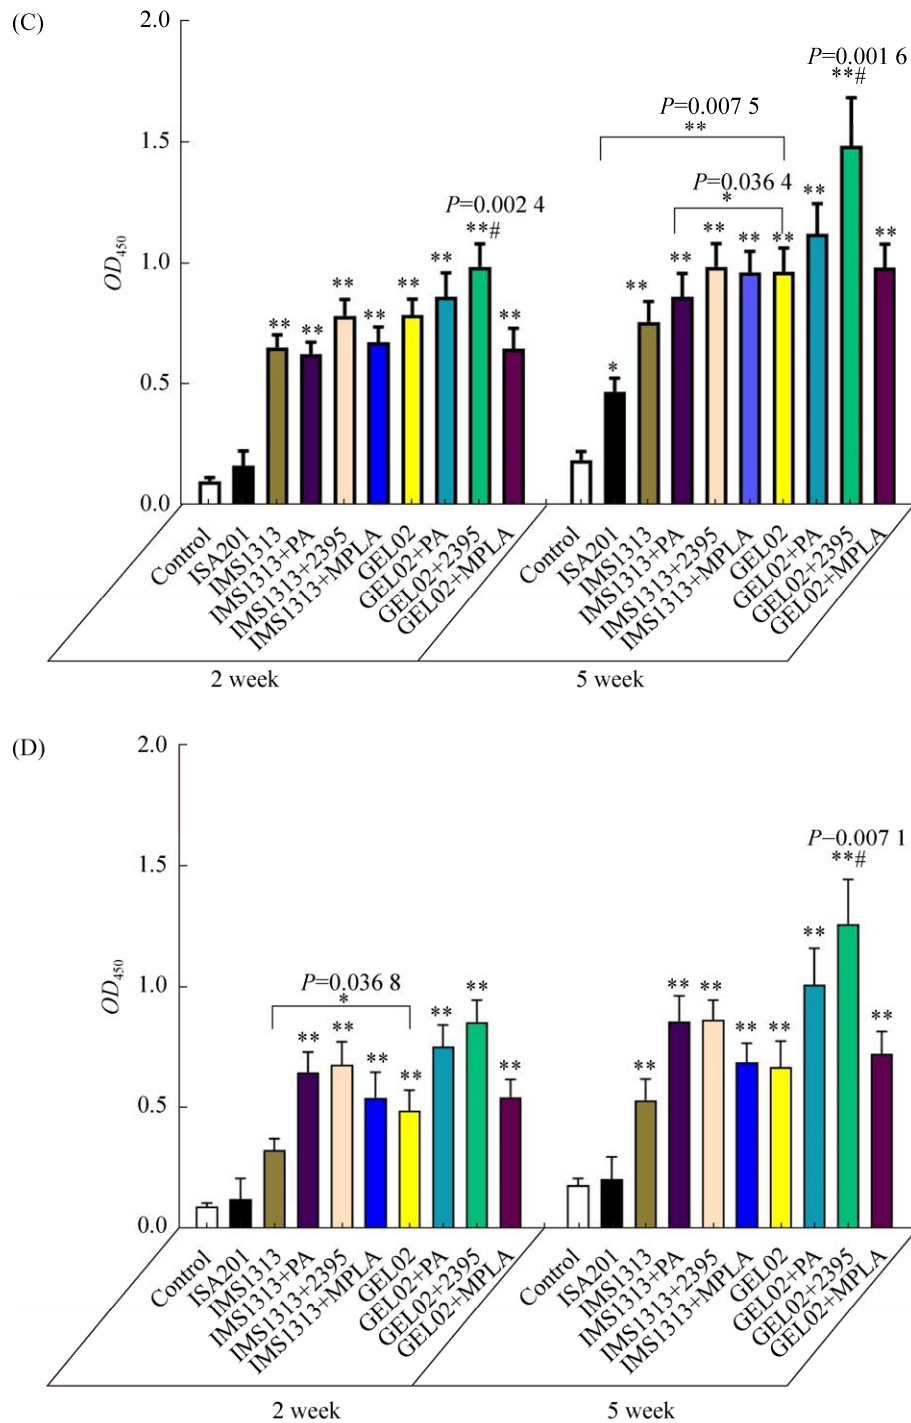 (C)
2.0
P=0.001 6
**#
P=0.007 5
**
1.5
P=0.036 4
*
**
P=0.002 4
**#
**
**
**
**
**
1.0
OD450
**
**
**
**
**
**
**
**
**
*
0.5
0.0
Control
ISA201
IMS1313
IMS1313+PA
IMS1313+2395
IMS1313+MPLA
GEL02
GEL02+PA
GEL02+2395
GEL02+MPLA
Control
ISA201
IMS1313
IMS1313+PA
IMS1313+2395
IMS1313+MPLA
GEL02
GEL02+PA
GEL02+2395
GEL02+MPLA
2 week
5 week
(D)
2.0
P−0.007 1
**#
1.5
**
P=0.036 8
*
**
**
**
1.0
OD450
**
**
**
**
**
**
**
**
**
**
0.5
0.0
Control
ISA201
IMS1313
IMS1313+PA
IMS1313+2395
IMS1313+MPLA
GEL02
GEL02+PA
GEL02+2395
GEL02+MPLA
Control
ISA201
IMS1313
IMS1313+PA
IMS1313+2395
IMS1313+MPLA
GEL02
GEL02+PA
GEL02+2395
GEL02+MPLA
2 week
5 week